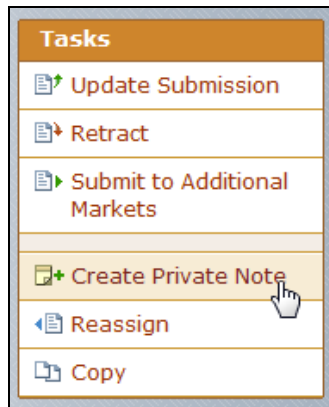 Tasks
Update Submission
Retract
Submit to Additional
Markets
Create Private Note
Reassign
Copy